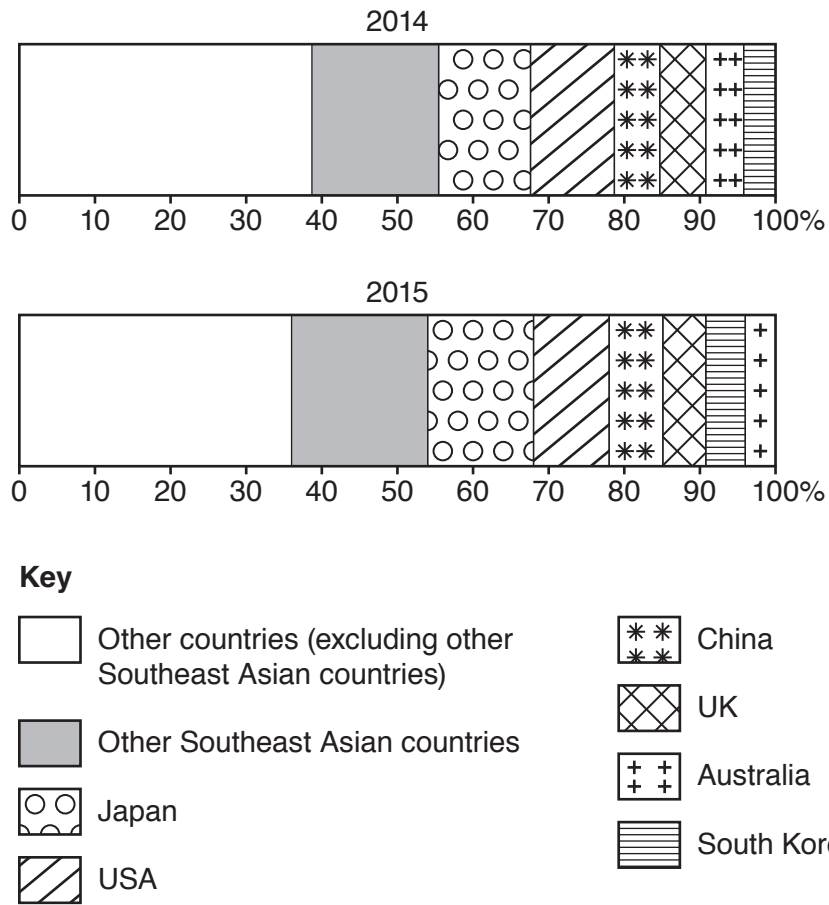 2014
0 10 20 30 40 50 60 70 80 90 100%
2015
0 10 20 30 40 50 60 70 80 90 100%
Key
Other countries (excluding other
Southeast Asian countries)
Other Southeast Asian countries
Japan
USA
China
UK
Australia
South